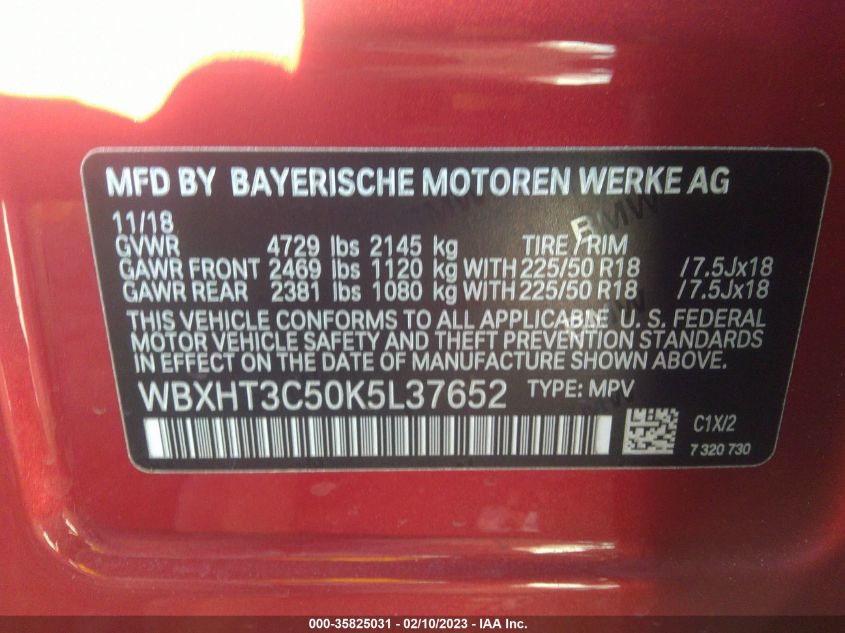 MFD BY BAYERISCHE MOTOREN WERKE AG
11/18
GVWR 4729 lbs 2145 kg TIRE/RIM
GAWR FRONT 2469 lbs 1120 kg WITH 225/50 R18 /7.5Jx18
GAWR REAR 2381 lbs 1080 kg WITH 225/50 R18 /7.5Jx18
THIS VEHICLE CONFORMS TO ALL APPLICABLE U. S. FEDERAL
MOTOR VEHICLE SAFETY AND THEFT PREVENTION STANDARDS
IN EFFECT ON THE DATE OF MANUFACTURE SHOWN ABOVE.
WBXHT3C50K5L37652 TYPE: MPV
C1X/2
7 320 730
BMW
000-35825031 - 02/10/2023 - IAA Inc.